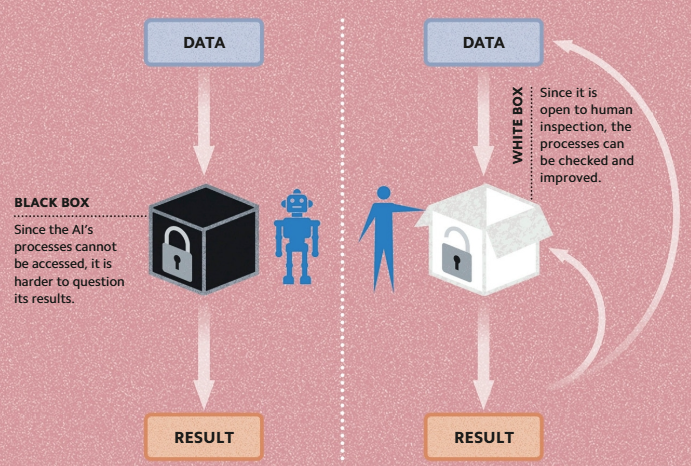 DATA
BLACK BOX
Since the AI's
processes cannot
be accessed, it is
harder to question
its results.
RESULT
DATA
WHITE BOX
Since it is
open to human
inspection, the
processes can
be checked and
improved.
RESULT